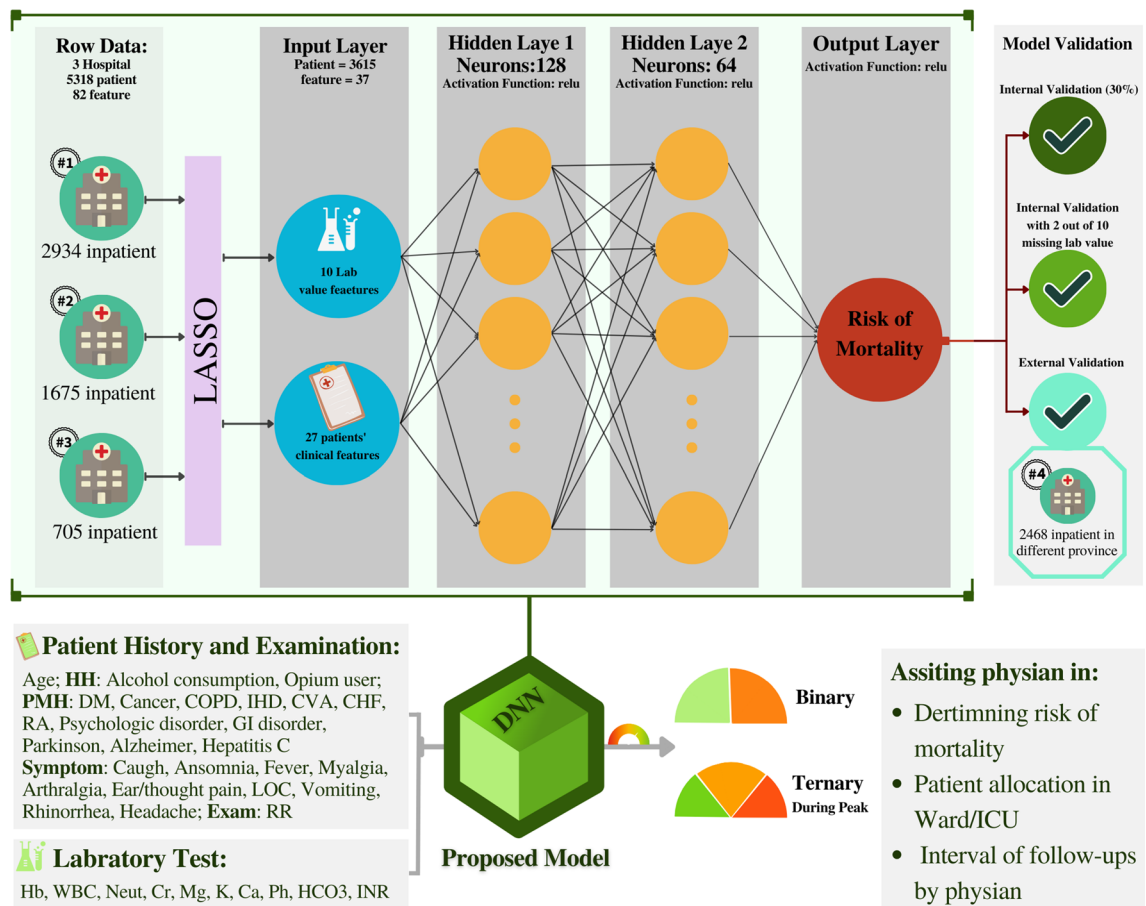 Row Data:
3 Hospital
5318 patient
82 feature
#1
2934 inpatient
#2
1675 inpatient
#3
705 inpatient
LASSO
Input Layer
Patient = 3615
feature = 37
10 Lab
value feaetures
27 patients'
clinical features
Hidden Laye 1
Neurons:128
Activation Function: relu
Hidden Laye 2
Neurons: 64
Activation Function: relu
Output Layer
Activation Function: relu
Risk of
Mortality
Model Validation
Internal Validation (30%)
Internal Validation
with 2 out of 10
missing lab value
External Validation
#4
2468 inpatient in
different province
Patient History and Examination:
Age; HH: Alcohol consumption, Opium user;
PMH: DM, Cancer, COPD, IHD, CVA, CHF,
RA, Psychologic disorder, GI disorder,
Parkinson, Alzheimer, Hepatitis C
Symptom: Caugh, Ansomnia, Fever, Myalgia,
Arthralgia, Ear/thought pain, LOC, Vomiting,
Rhinorrhea, Headache; Exam: RR
Labratory Test:
Hb, WBC, Neut, Cr, Mg, K, Ca, Ph, HCO3, INR
DNN
Proposed Model
Binary
Ternary
During Peak
Assiting physian in:
• Dertimning risk of
mortality
• Patient allocation in
Ward/ICU
• Interval of follow-ups
by physian